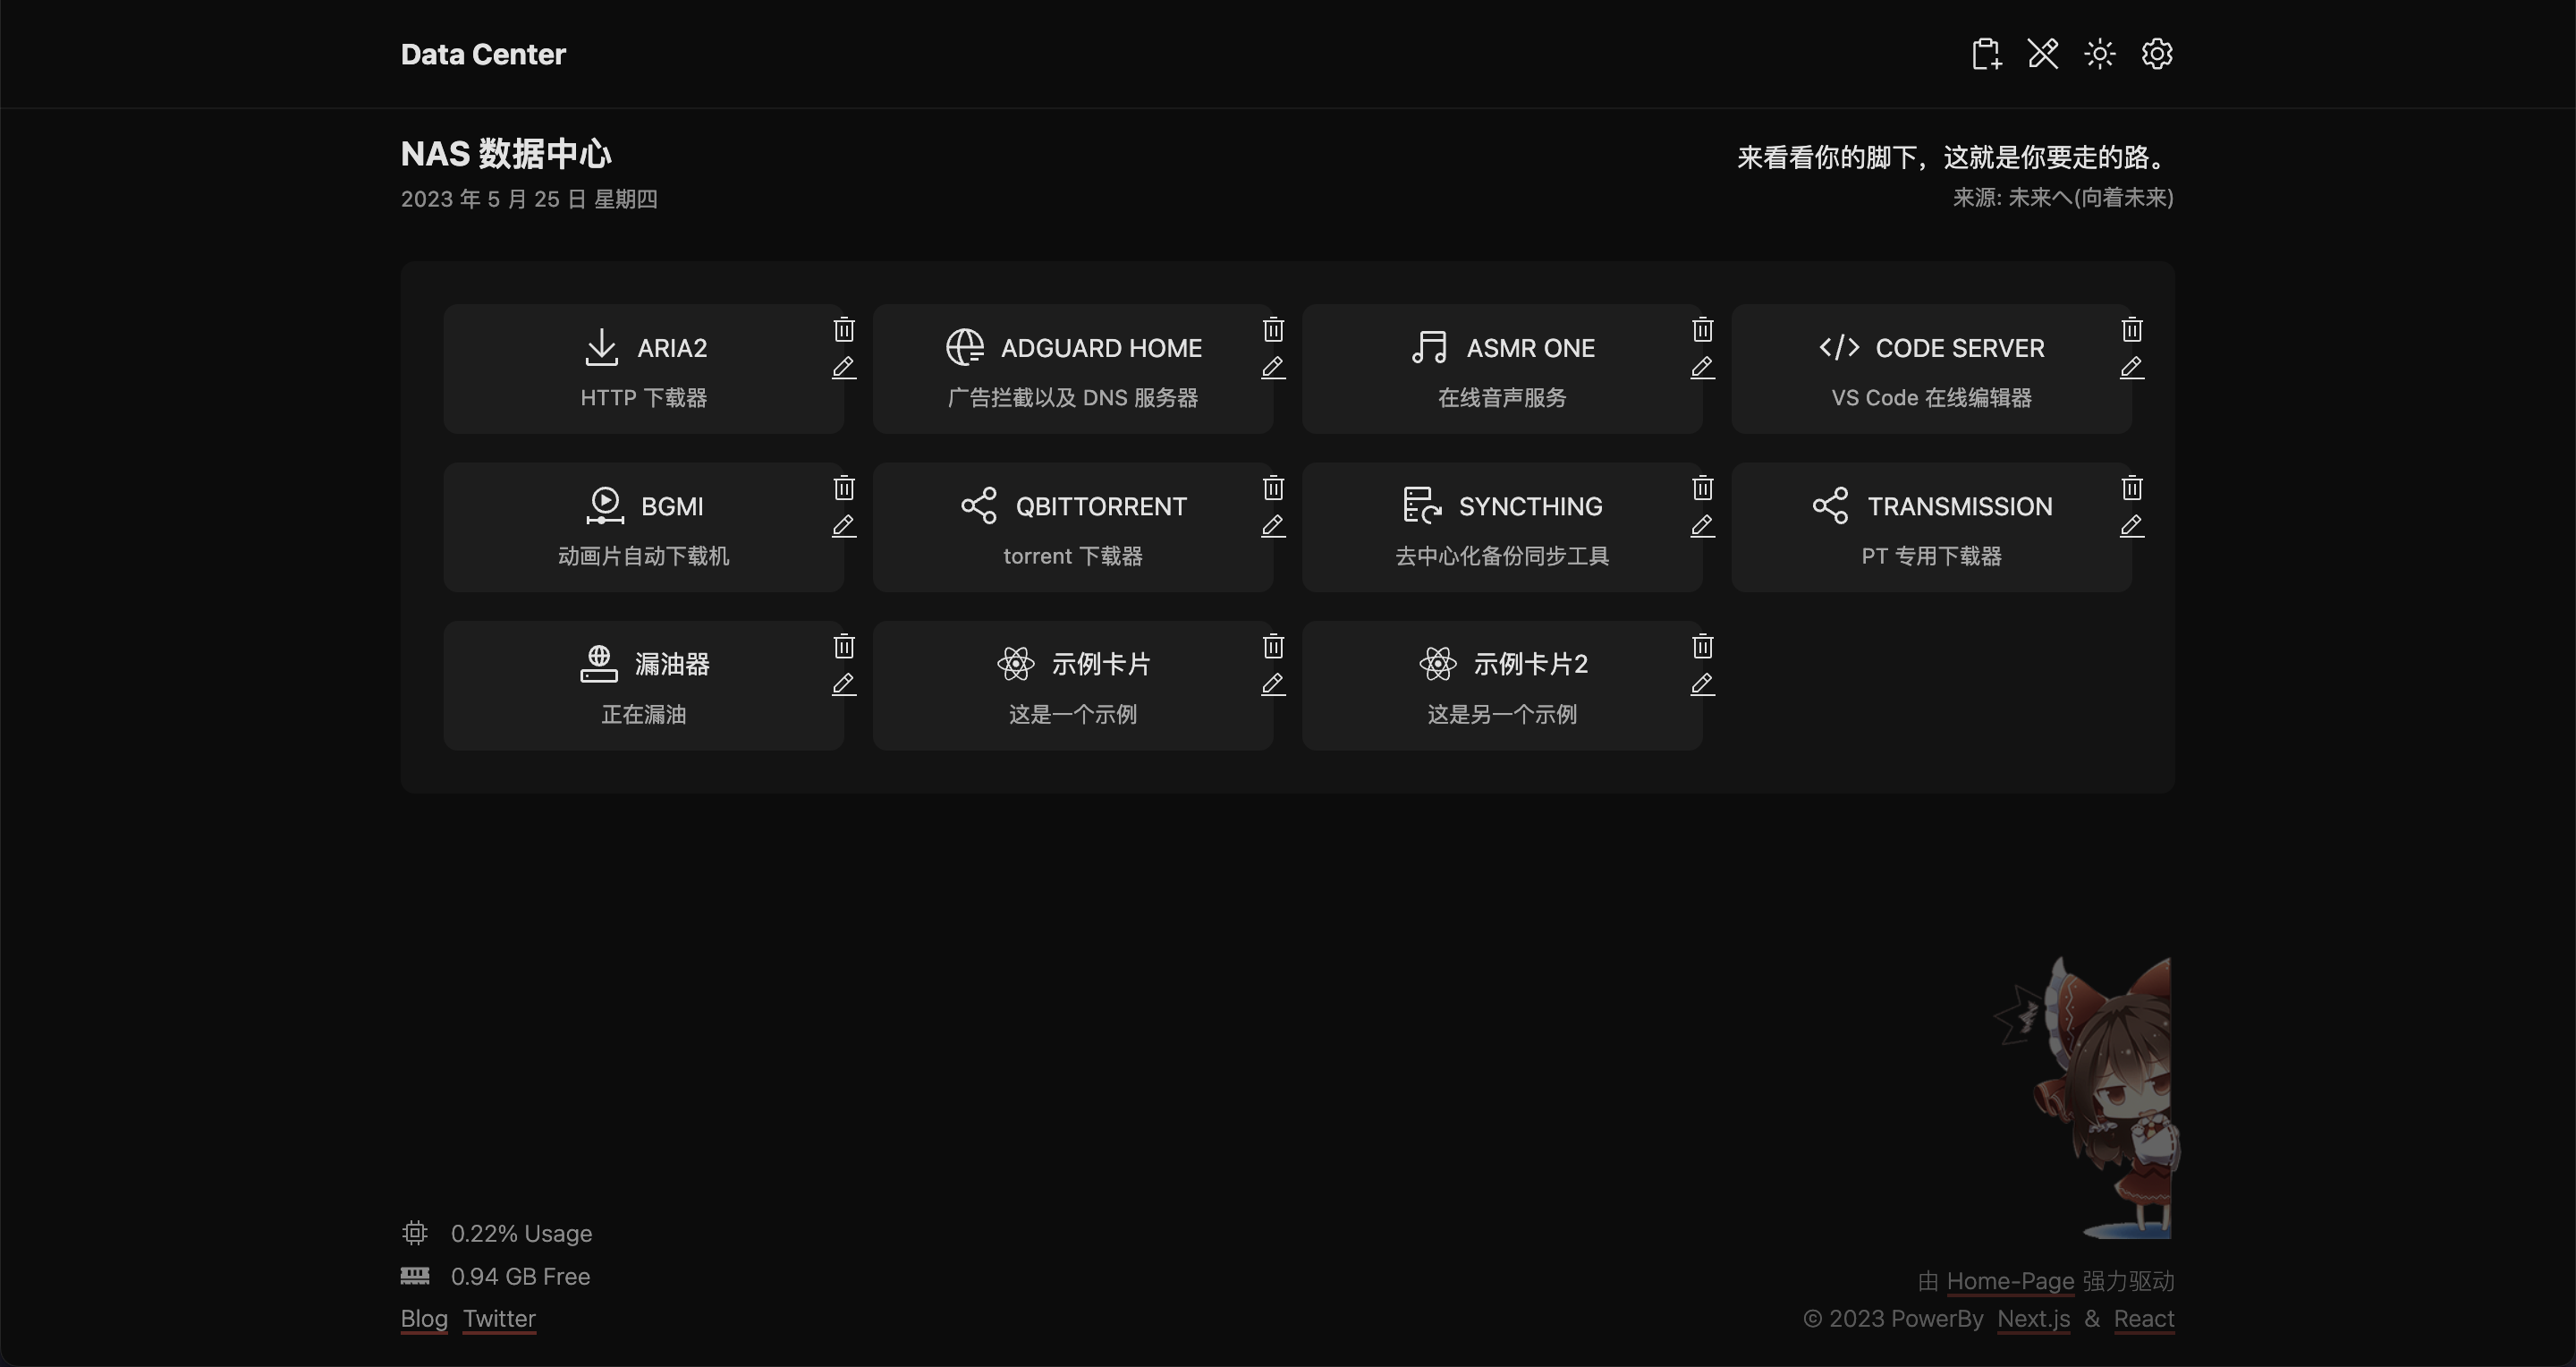 Data Center
NAS 数据中心
2023 年 5 月 25 日 星期四
来看看你的脚下，这就是你要走的路。
来源: 未来へ(向着未来)
ARIA2
HTTP 下载器
ADGUARD HOME
广告拦截以及 DNS 服务器
ASMR ONE
在线音声服务
CODE SERVER
VS Code 在线编辑器
BGMI
动画片自动下载机
QBITTORRENT
torrent 下载器
SYNCTHING
去中心化备份同步工具
TRANSMISSION
PT 专用下载器
漏油器
正在漏油
示例卡片
这是一个示例
示例卡片2
这是另一个示例
0.22% Usage
0.94 GB Free
Blog Twitter
由 Home-Page 强力驱动
© 2023 PowerBy Next.js & React